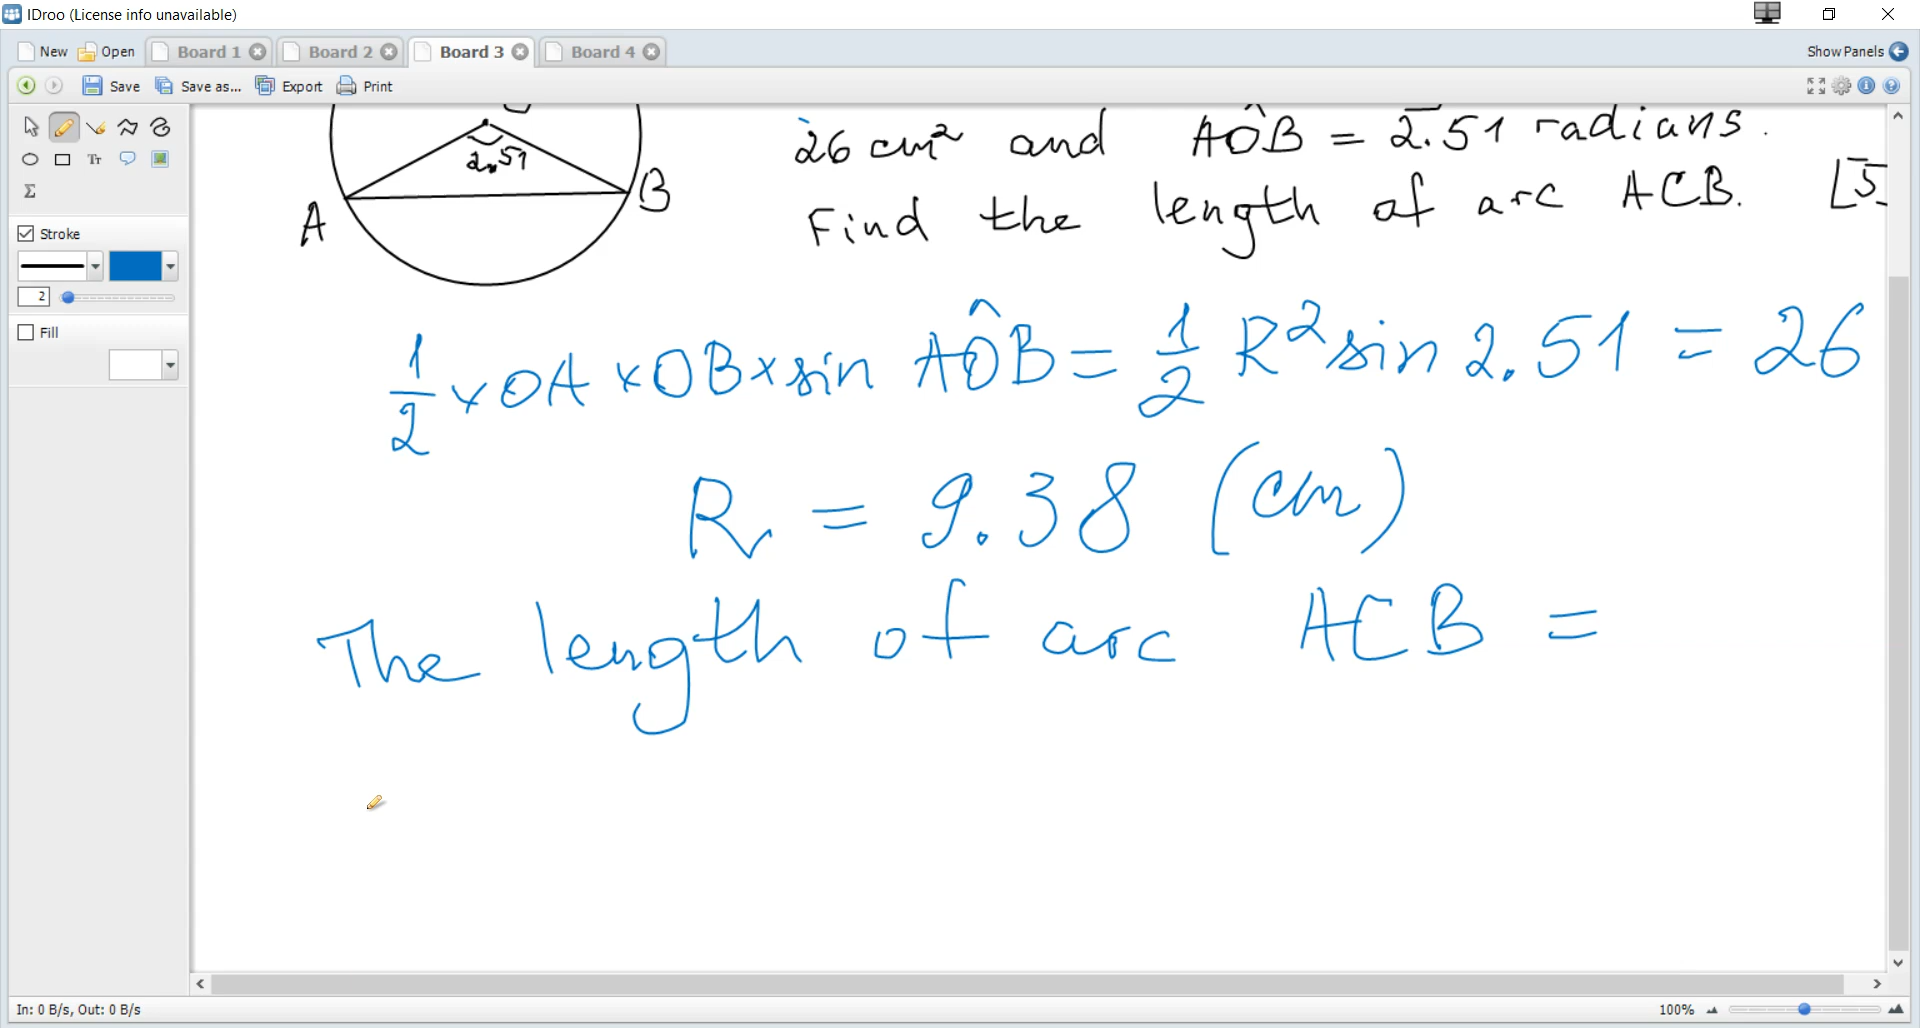 IDroo (License info unavailable)
New Open Board 1 Board 2 Board 3 Board 4 Show Panels
Save Save as... Export Print
Tt
Σ
Stroke
2
Fill
2.51
A B
26 cm² and AÔB = 2.51 radians.
Find the length of arc ACB. [5
1/2 × OA × OB × sin AÔB = 1/2 R² sin 2.51 = 26
R = 9.38 (cm)
The length of arc ACB =
In: 0 B/s, Out: 0 B/s 100%